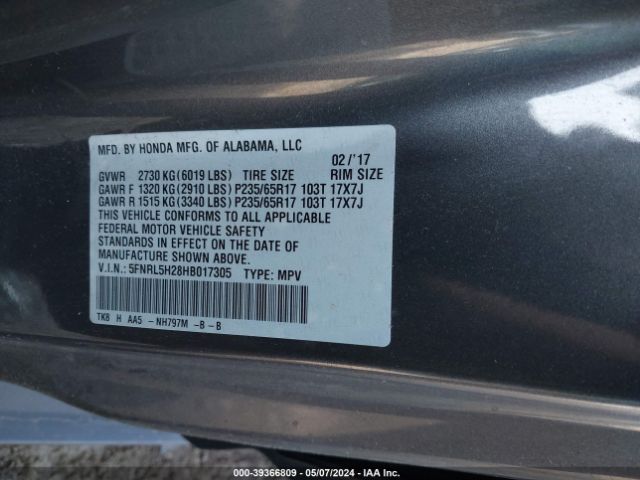 MFD. BY HONDA MFG. OF ALABAMA, LLC
02/'17
GVWR 2730 KG(6019 LBS) TIRE SIZE RIM SIZE
GAWR F 1320 KG(2910 LBS)P235/65R17 103T 17X7J
GAWR R 1515 KG(3340 LBS)P235/65R17 103T 17X7J
THIS VEHICLE CONFORMS TO ALL APPLICABLE
FEDERAL MOTOR VEHICLE SAFETY
STANDARDS IN EFFECT ON THE DATE OF
MANUFACTURE SHOWN ABOVE.
V.I.N.: 5FNRL5H28HB017305 TYPE: MPV
TK8 H AA5 -NH797M -B -B
000-39366809 - 05/07/2024 - IAA Inc.